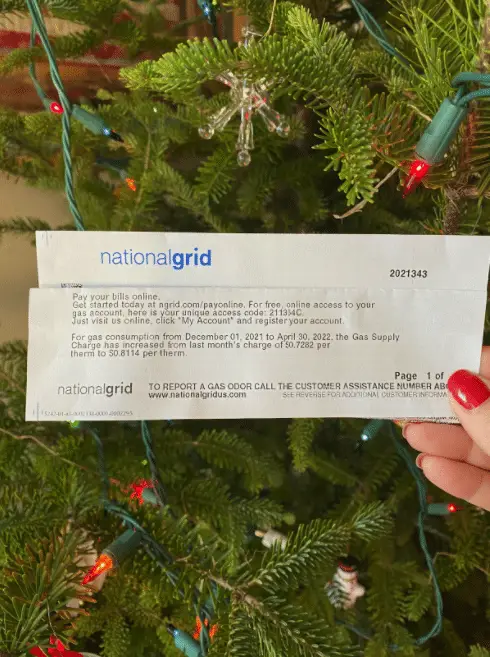 nationalgrid
2021343
Pay your bills online.
Get started today at ngrid.com/payonline. For free, online access to your
gas account, here is your unique access code:
Just visit us online, click "My Account" and register your account.
For gas consumption from December 01, 2021 to April 30, 2022, the Gas Supply
Charge has increased from last month's charge of $0.7282 per
therm to $0.8114 per therm.
Page 1 of
nationalgrid
TO REPORT A GAS ODOR CALL THE CUSTOMER ASSISTANCE NUMBER AB
www.nationalgridus.com
SEE REVERSE FOR ADDITIONAL CUSTOMER INFORMA